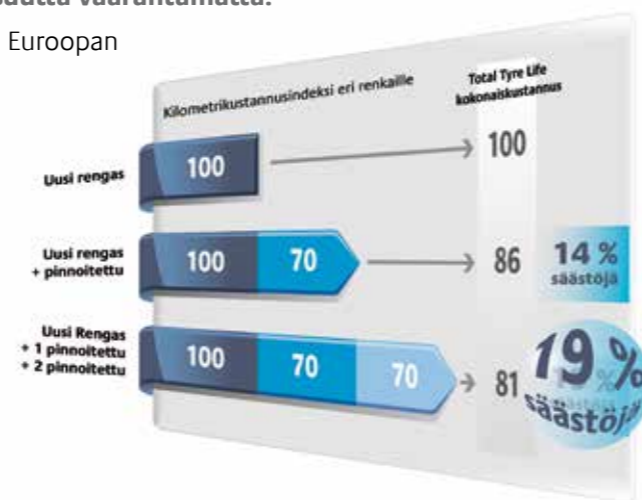 vaarantamatta.
Euroopan
Kilometrikustannusindeksi eri renkaille
Total Tyre Life
kokonaiskustannus
Uusi rengas
100
100
Uusi rengas
+ pinnoitettu
100
70
86
14 %
säästöjä
Uusi Rengas
+ 1 pinnoitettu
+ 2 pinnoitettu
100
70
70
81
19 %
säästöjä